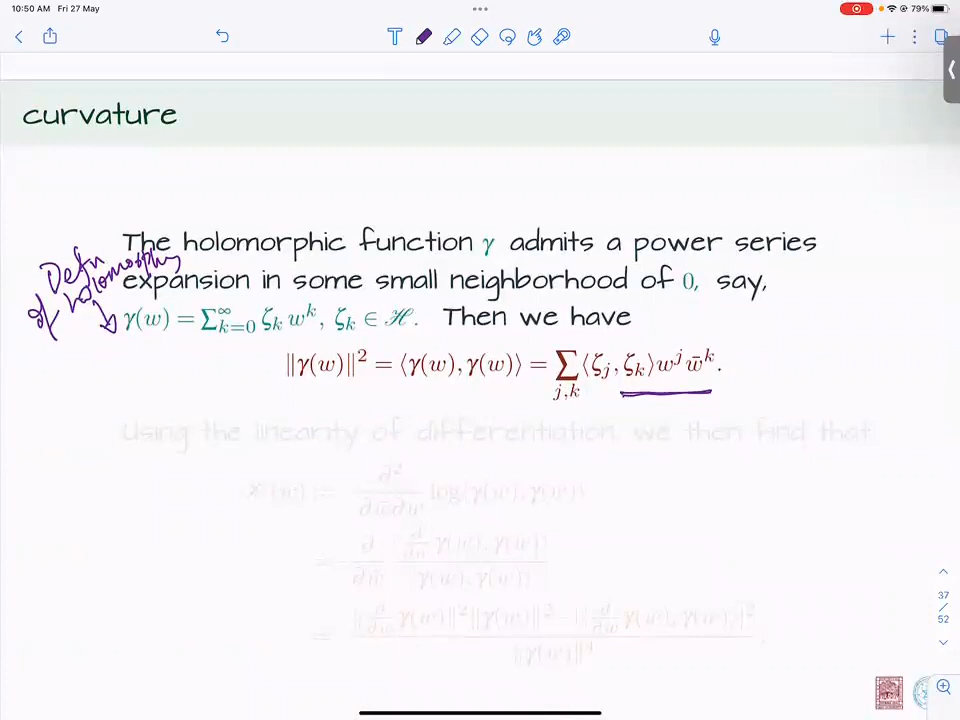 10:50 AM Fri 27 May
79%
curvature
Defn
of holomorphy
The holomorphic function γ admits a power series
expansion in some small neighborhood of 0, say,
γ(w) = ∑_{k=0}^{∞} ζ_k w^k, ζ_k ∈ ℋ. Then we have
‖γ(w)‖² = ⟨γ(w), γ(w)⟩ = ∑_{j,k} ⟨ζ_j, ζ_k⟩ w^j w̄^k.
Using the linearity of differentiation, we then find that
37
/
52